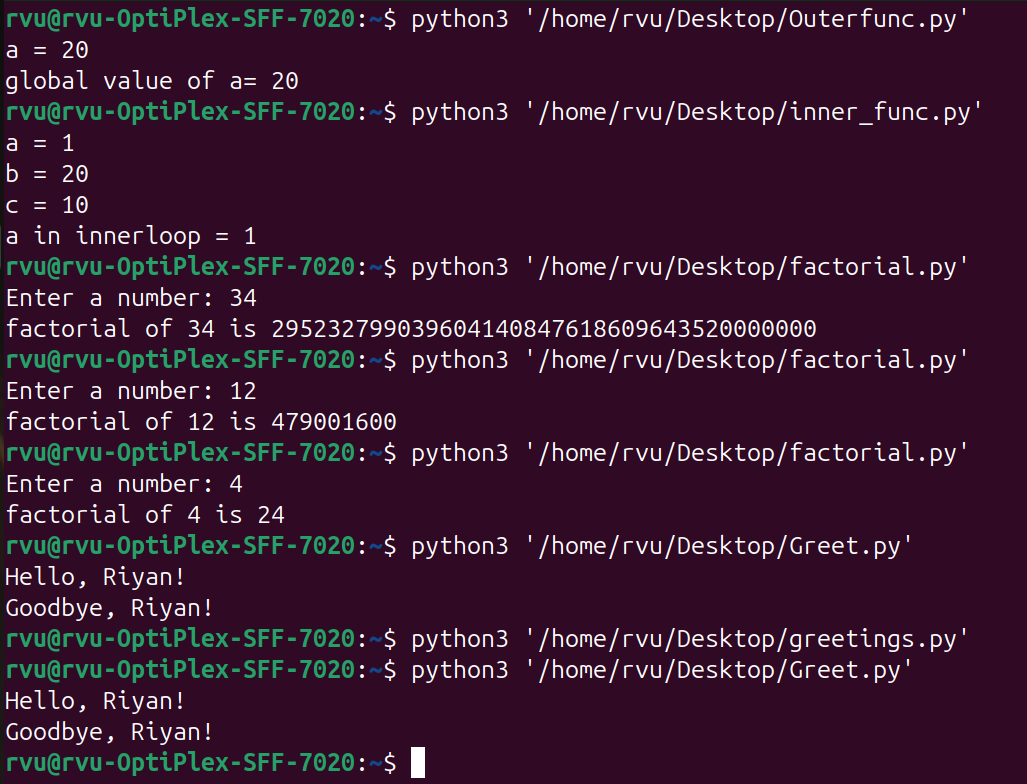 rvu@rvu-OptiPlex-SFF-7020:~$ python3 '/home/rvu/Desktop/Outerfunc.py'
a = 20
global value of a= 20
rvu@rvu-OptiPlex-SFF-7020:~$ python3 '/home/rvu/Desktop/inner_func.py'
a = 1
b = 20
c = 10
a in innerloop = 1
rvu@rvu-OptiPlex-SFF-7020:~$ python3 '/home/rvu/Desktop/factorial.py'
Enter a number: 34
factorial of 34 is 295232799039604140847618609643520000000
rvu@rvu-OptiPlex-SFF-7020:~$ python3 '/home/rvu/Desktop/factorial.py'
Enter a number: 12
factorial of 12 is 479001600
rvu@rvu-OptiPlex-SFF-7020:~$ python3 '/home/rvu/Desktop/factorial.py'
Enter a number: 4
factorial of 4 is 24
rvu@rvu-OptiPlex-SFF-7020:~$ python3 '/home/rvu/Desktop/Greet.py'
Hello, Riyan!
Goodbye, Riyan!
rvu@rvu-OptiPlex-SFF-7020:~$ python3 '/home/rvu/Desktop/greetings.py'
rvu@rvu-OptiPlex-SFF-7020:~$ python3 '/home/rvu/Desktop/Greet.py'
Hello, Riyan!
Goodbye, Riyan!
rvu@rvu-OptiPlex-SFF-7020:~$